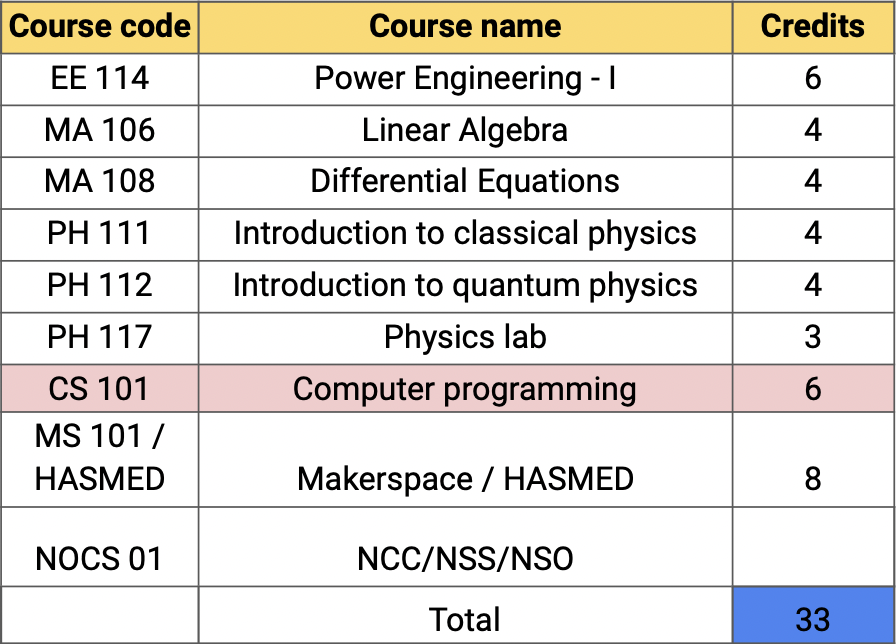 Course code Course name Credits
EE 114 Power Engineering - I 6
MA 106 Linear Algebra 4
MA 108 Differential Equations 4
PH 111 Introduction to classical physics 4
PH 112 Introduction to quantum physics 4
PH 117 Physics lab 3
CS 101 Computer programming 6
MS 101 /
HASMED Makerspace / HASMED 8
NOCS 01 NCC/NSS/NSO
Total 33